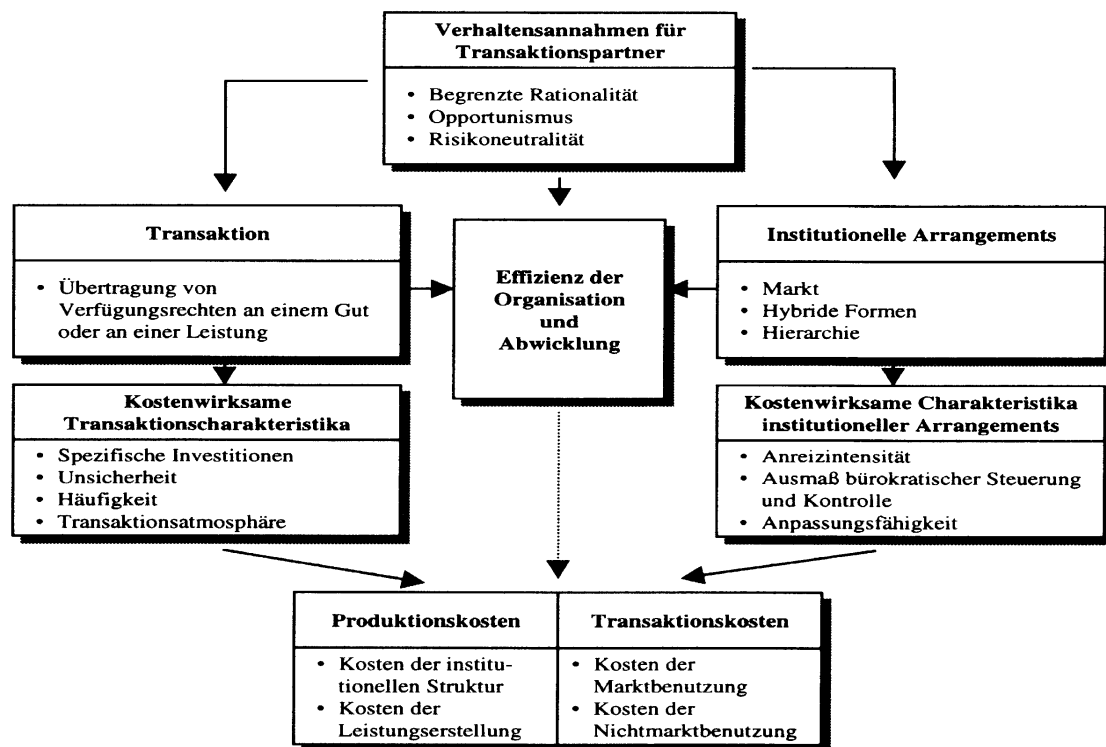 Verhaltensannahmen für
Transaktionspartner
• Begrenzte Rationalität
• Opportunismus
• Risikoneutralität
Transaktion
• Übertragung von
Verfügungsrechten an einem Gut
oder an einer Leistung
Effizienz der
Organisation
und
Abwicklung
Institutionelle Arrangements
• Markt
• Hybride Formen
• Hierarchie
Kostenwirksame
Transaktionscharakteristika
• Spezifische Investitionen
• Unsicherheit
• Häufigkeit
• Transaktionsatmosphäre
Kostenwirksame Charakteristika
institutioneller Arrangements
• Anreizintensität
• Ausmaß bürokratischer Steuerung
und Kontrolle
• Anpassungsfähigkeit
Produktionskosten
• Kosten der institu-
tionellen Struktur
• Kosten der
Leistungserstellung
Transaktionskosten
• Kosten der
Marktbenutzung
• Kosten der
Nichtmarktbenutzung